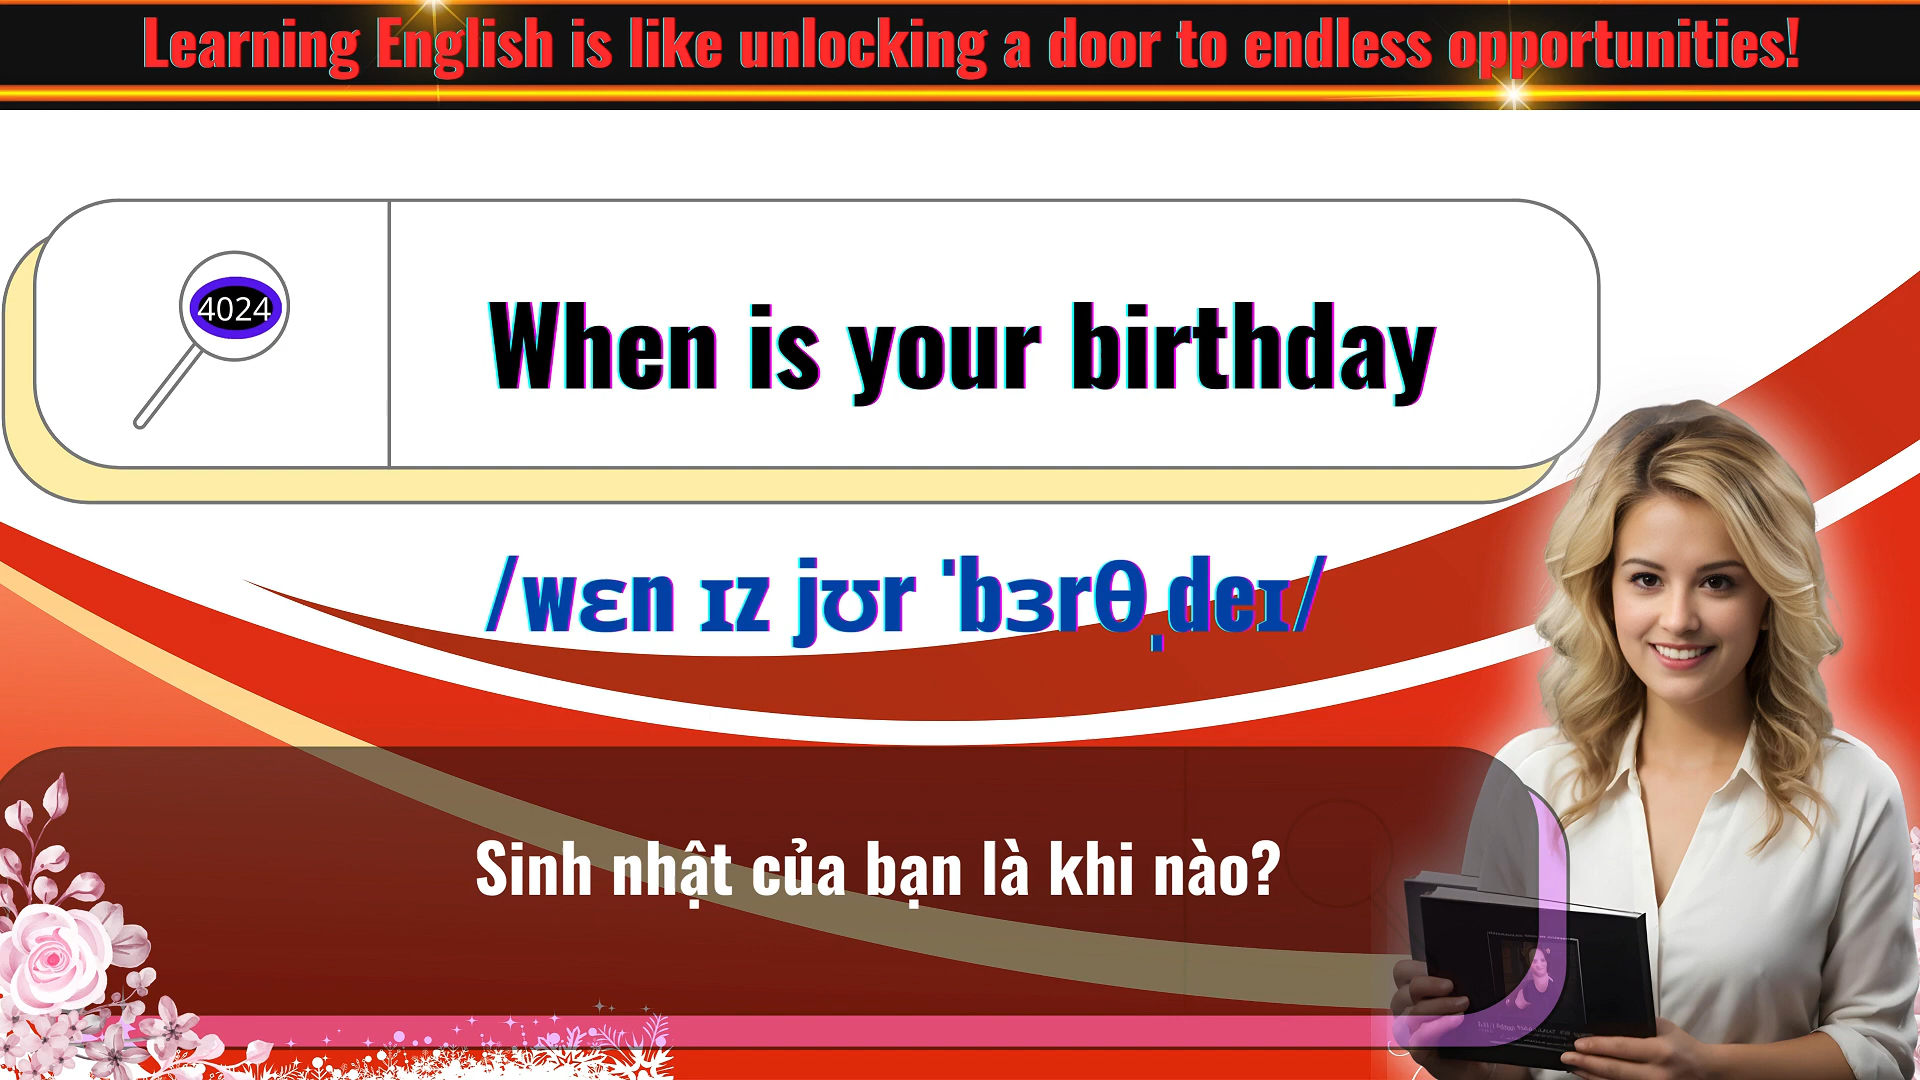 Learning English is like unlocking a door to endless opportunities!
4024
When is your birthday
/wɛn ɪz jʊr ˈbɜrθˌdeɪ/
Sinh nhật của bạn là khi nào?